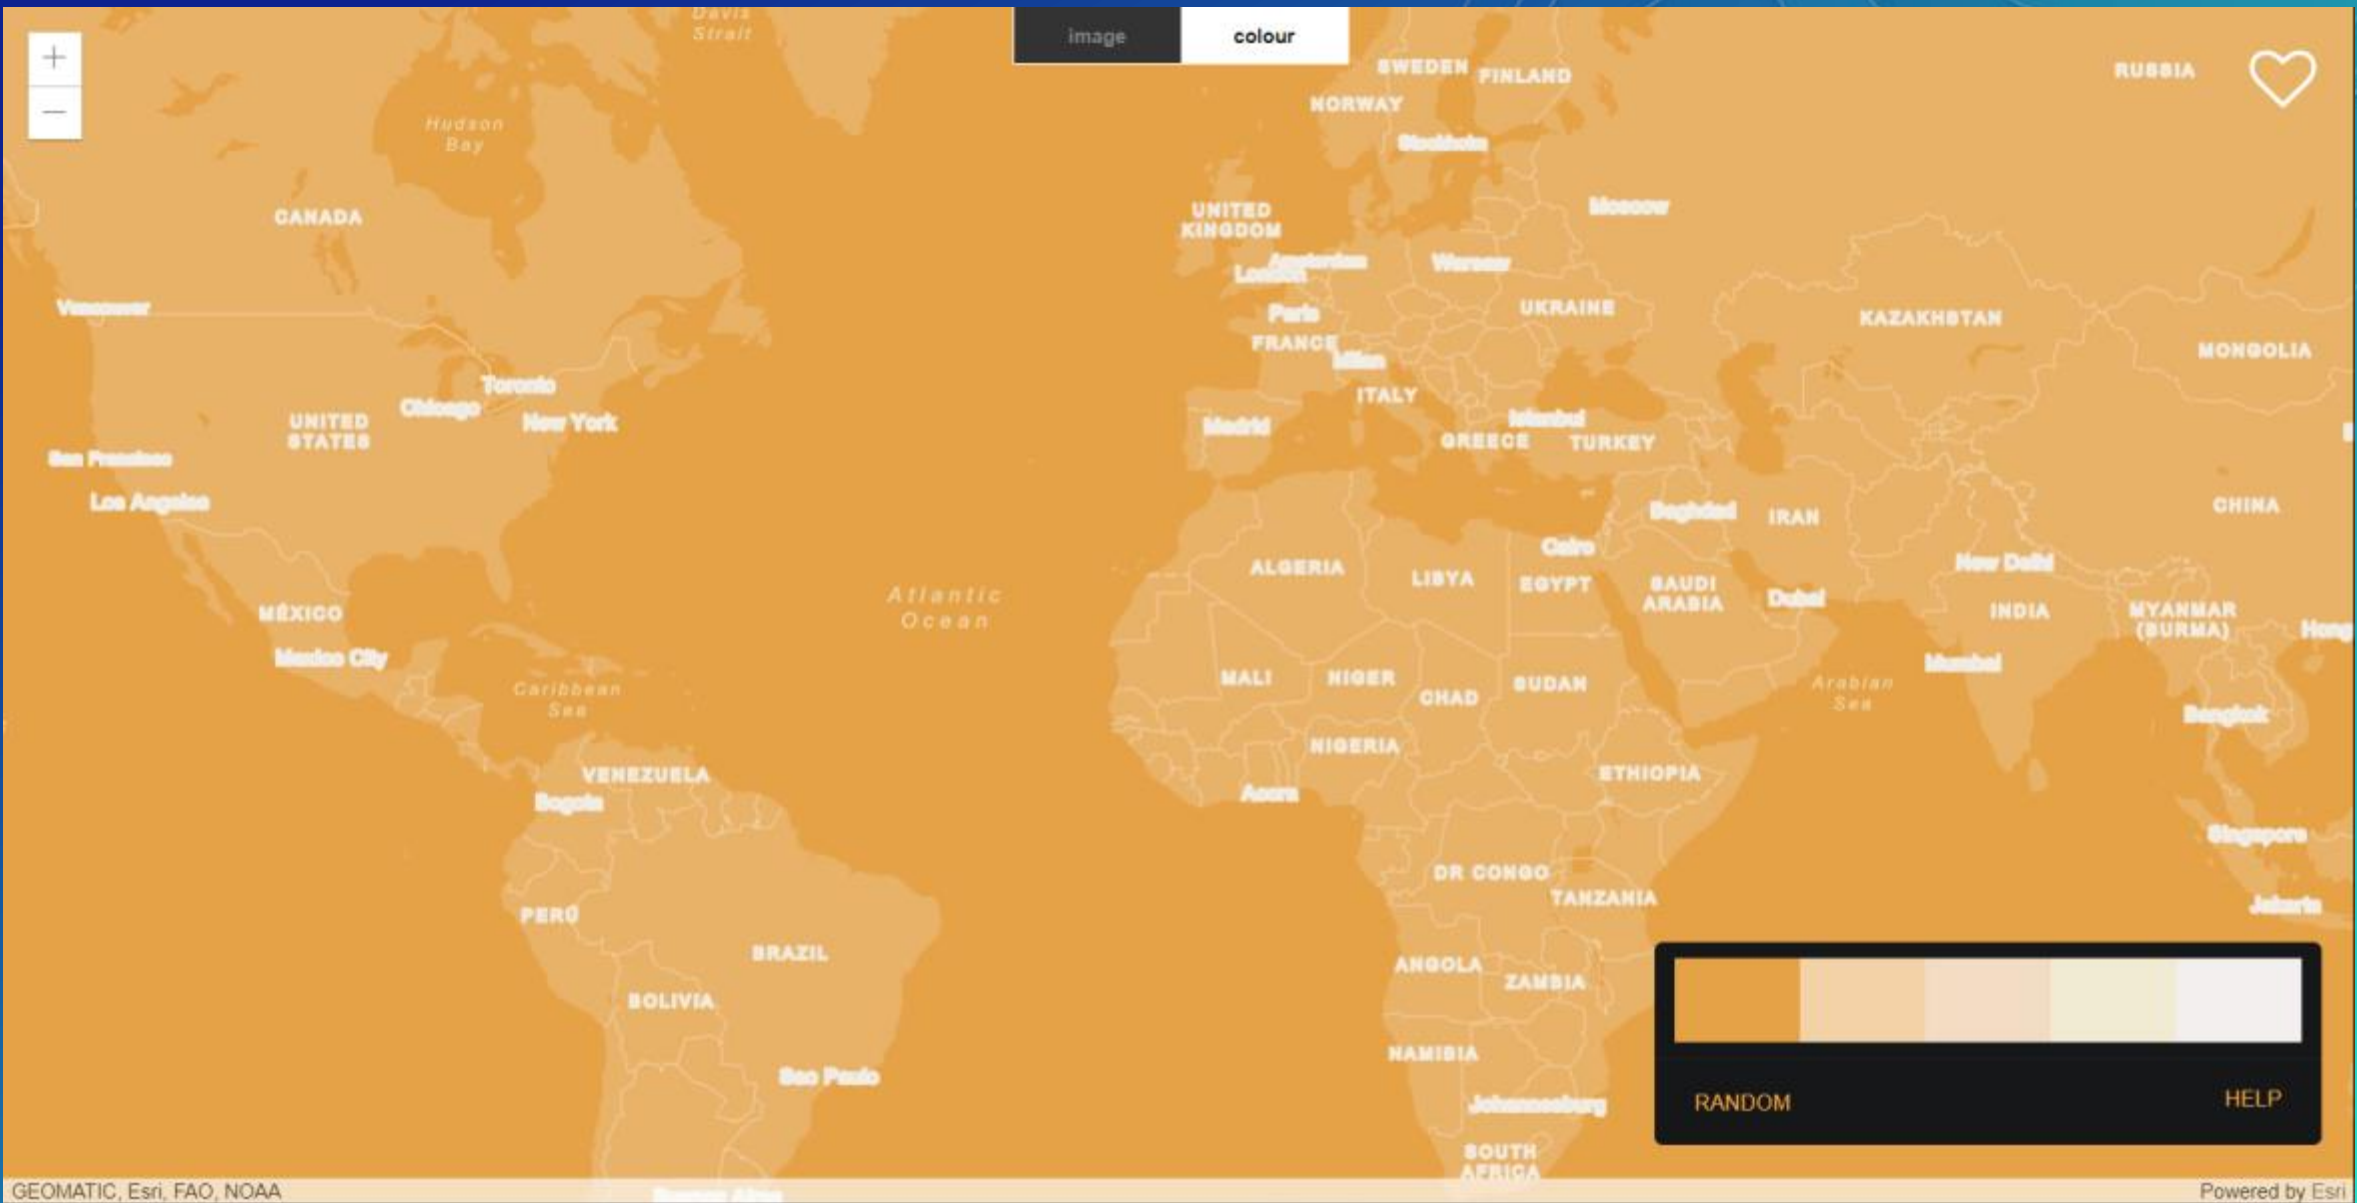 Davis
Strait
image
colour
+
−
SWEDEN
FINLAND
RUSSIA
NORWAY
Hudson
Bay
Stockholm
Moscow
CANADA
UNITED
KINGDOM
Amsterdam
London
Warsaw
Vancouver
Paris
UKRAINE
KAZAKHSTAN
FRANCE
Milan
MONGOLIA
Toronto
Chicago
ITALY
UNITED
STATES
New York
Madrid
Istanbul
GREECE
TURKEY
San Francisco
Los Angeles
Baghdad
IRAN
CHINA
Cairo
ALGERIA
LIBYA
EGYPT
SAUDI
ARABIA
Dubai
New Delhi
Atlantic
Ocean
MÉXICO
INDIA
MYANMAR
(BURMA)
Hong
Mexico City
Mumbai
MALI
NIGER
CHAD
SUDAN
Caribbean
Sea
Arabian
Sea
Bangkok
NIGERIA
VENEZUELA
ETHIOPIA
Bogota
Accra
Singapore
DR CONGO
TANZANIA
Jakarta
PERÚ
BRAZIL
ANGOLA
ZAMBIA
BOLIVIA
NAMIBIA
Sao Paulo
Johannesburg
SOUTH
AFRICA
Buenos Aires
RANDOM
HELP
GEOMATIC, Esri, FAO, NOAA
Powered by Esri